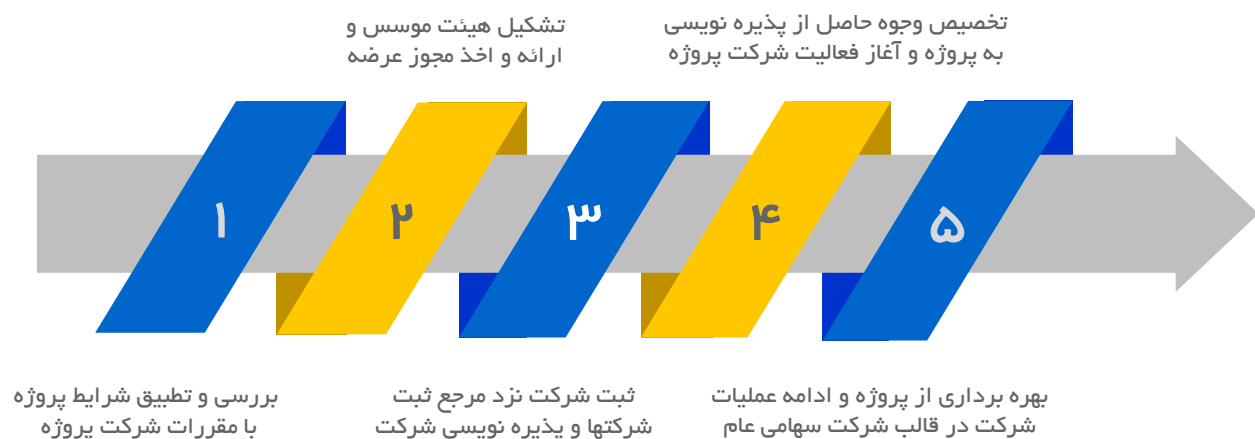 تشکیل هیئت موسس و
ارائه و اخذ مجوز عرضه
تخصیص وجوه حاصل از پذیره نویسی
به پروژه و آغاز فعالیت شرکت پروژه
۱
۲
۳
۴
۵
بررسی و تطبیق شرایط پروژه
با مقررات شرکت پروژه
ثبت شرکت نزد مرجع ثبت
شرکتها و پذیره نویسی شرکت
بهره برداری از پروژه و ادامه عملیات
شرکت در قالب شرکت سهامی عام